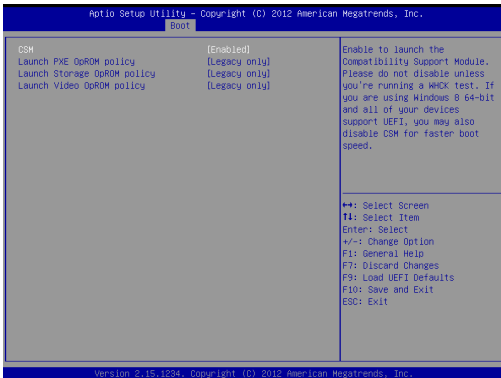 Aptio Setup Utility – Copyright (C) 2012 American Megatrends, Inc.
Boot
CSM [Enabled]
Launch PXE OpROM policy [Legacy only]
Launch Storage OpROM policy [Legacy only]
Launch Video OpROM policy [Legacy only]
Enable to launch the
Compatibility Support Module.
Please do not disable unless
you're running a WHCK test. If
you are using Windows 8 64-bit
and all of your devices
support UEFI, you may also
disable CSM for faster boot
speed.
↔: Select Screen
↑↓: Select Item
Enter: Select
+/-: Change Option
F1: General Help
F7: Discard Changes
F9: Load UEFI Defaults
F10: Save and Exit
ESC: Exit
Version 2.15.1234. Copyright (C) 2012 American Megatrends, Inc.